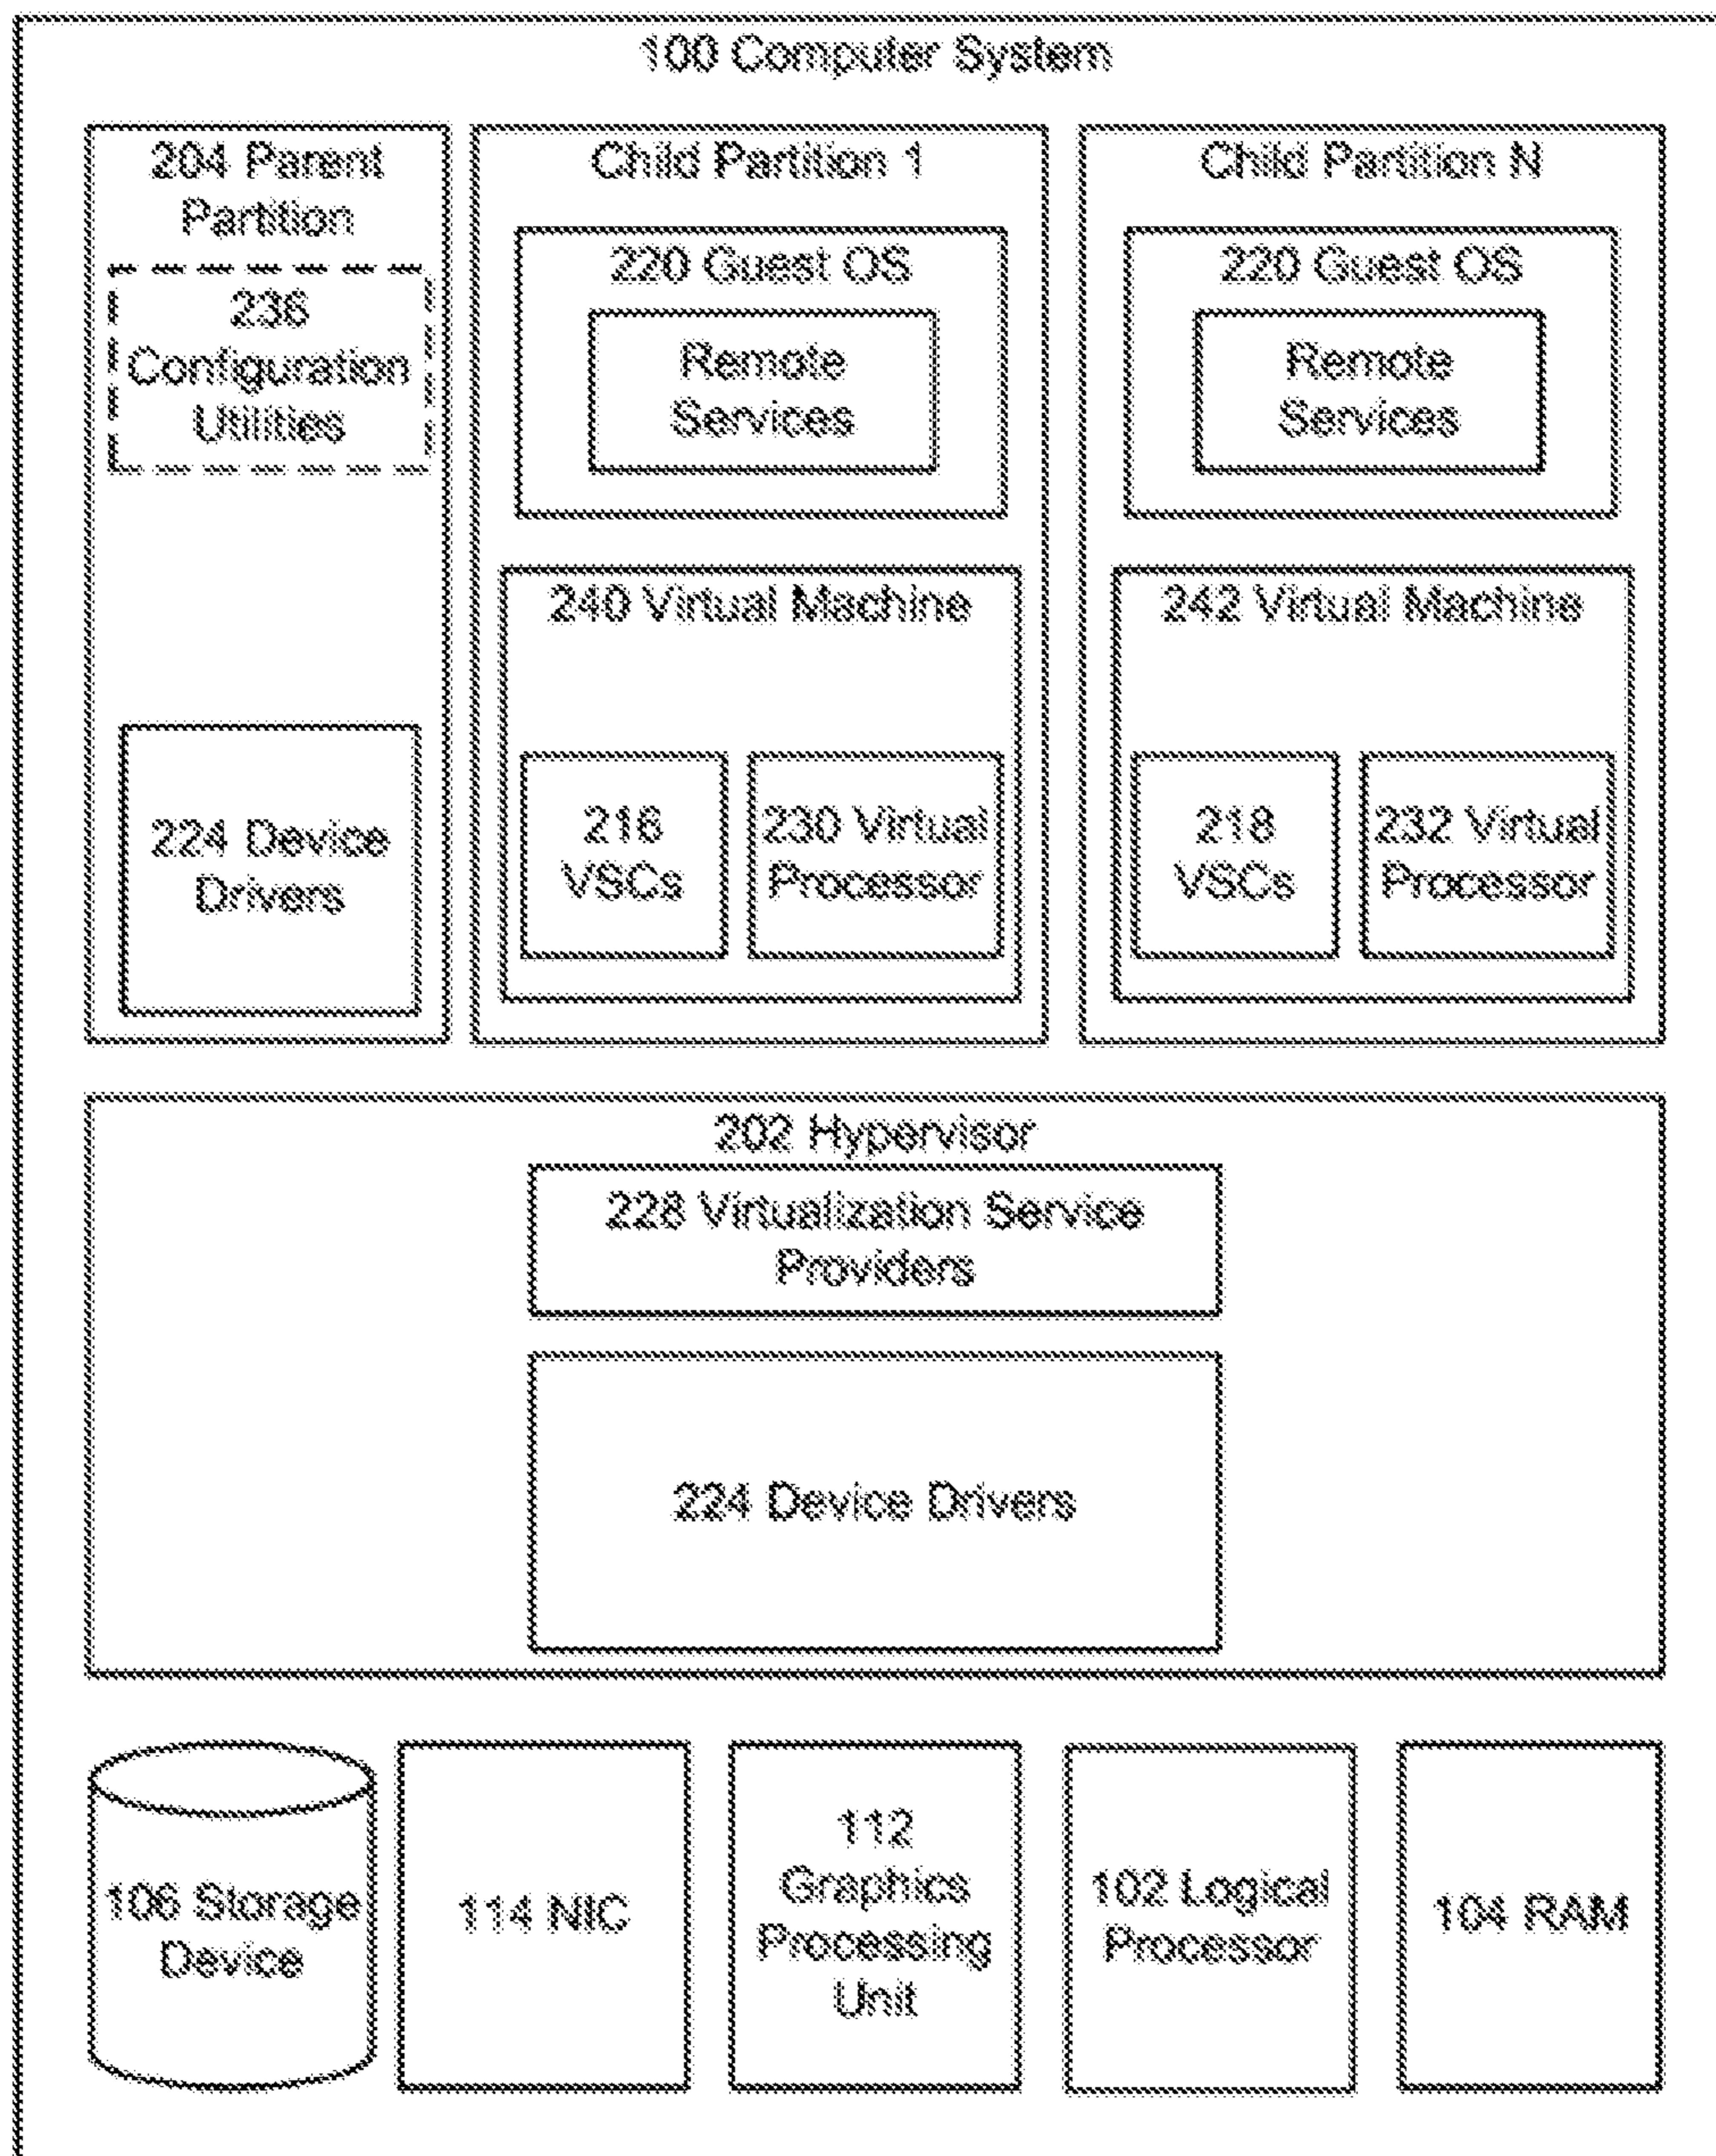 100 Computer System
204 Parent
Partition
236
Configuration
Utilities
224 Device
Drivers
Child Partition 1
220 Guest OS
Remote
Services
240 Virtual Machine
216
VSCs
230 Virtual
Processor
Child Partition N
220 Guest OS
Remote
Services
242 Virtual Machine
218
VSCs
232 Virtual
Processor
202 Hypervisor
228 Virtualization Service
Providers
224 Device Drivers
106 Storage
Device
114 NIC
112
Graphics
Processing
Unit
102 Logical
Processor
104 RAM